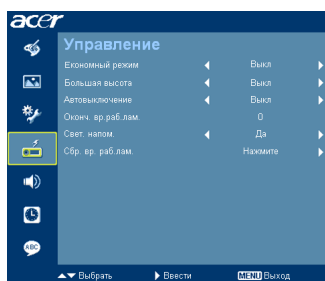 acer
Управление
Економный режим Выкл
Большая высота Выкл
Автовыключение Выкл
Оконч. вр.раб.лам. 0
Свет. напом. Да
Сбр. вр. раб.лам. Нажмите
ABC
Выбрать Ввести MENU Выход